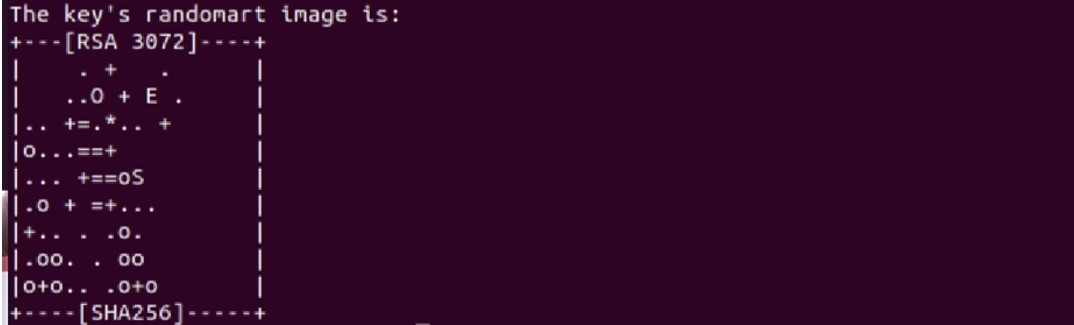 The key's randomart image is:
+---[RSA 3072]----+
|    . +   .      |
|   ..O + E .     |
|.. +=.*.. +      |
|o...==+          |
|... +==oS        |
|.o + =+...       |
|+.. . .o.        |
|.oo. . oo        |
|o+o.. .o+o       |
+----[SHA256]-----+